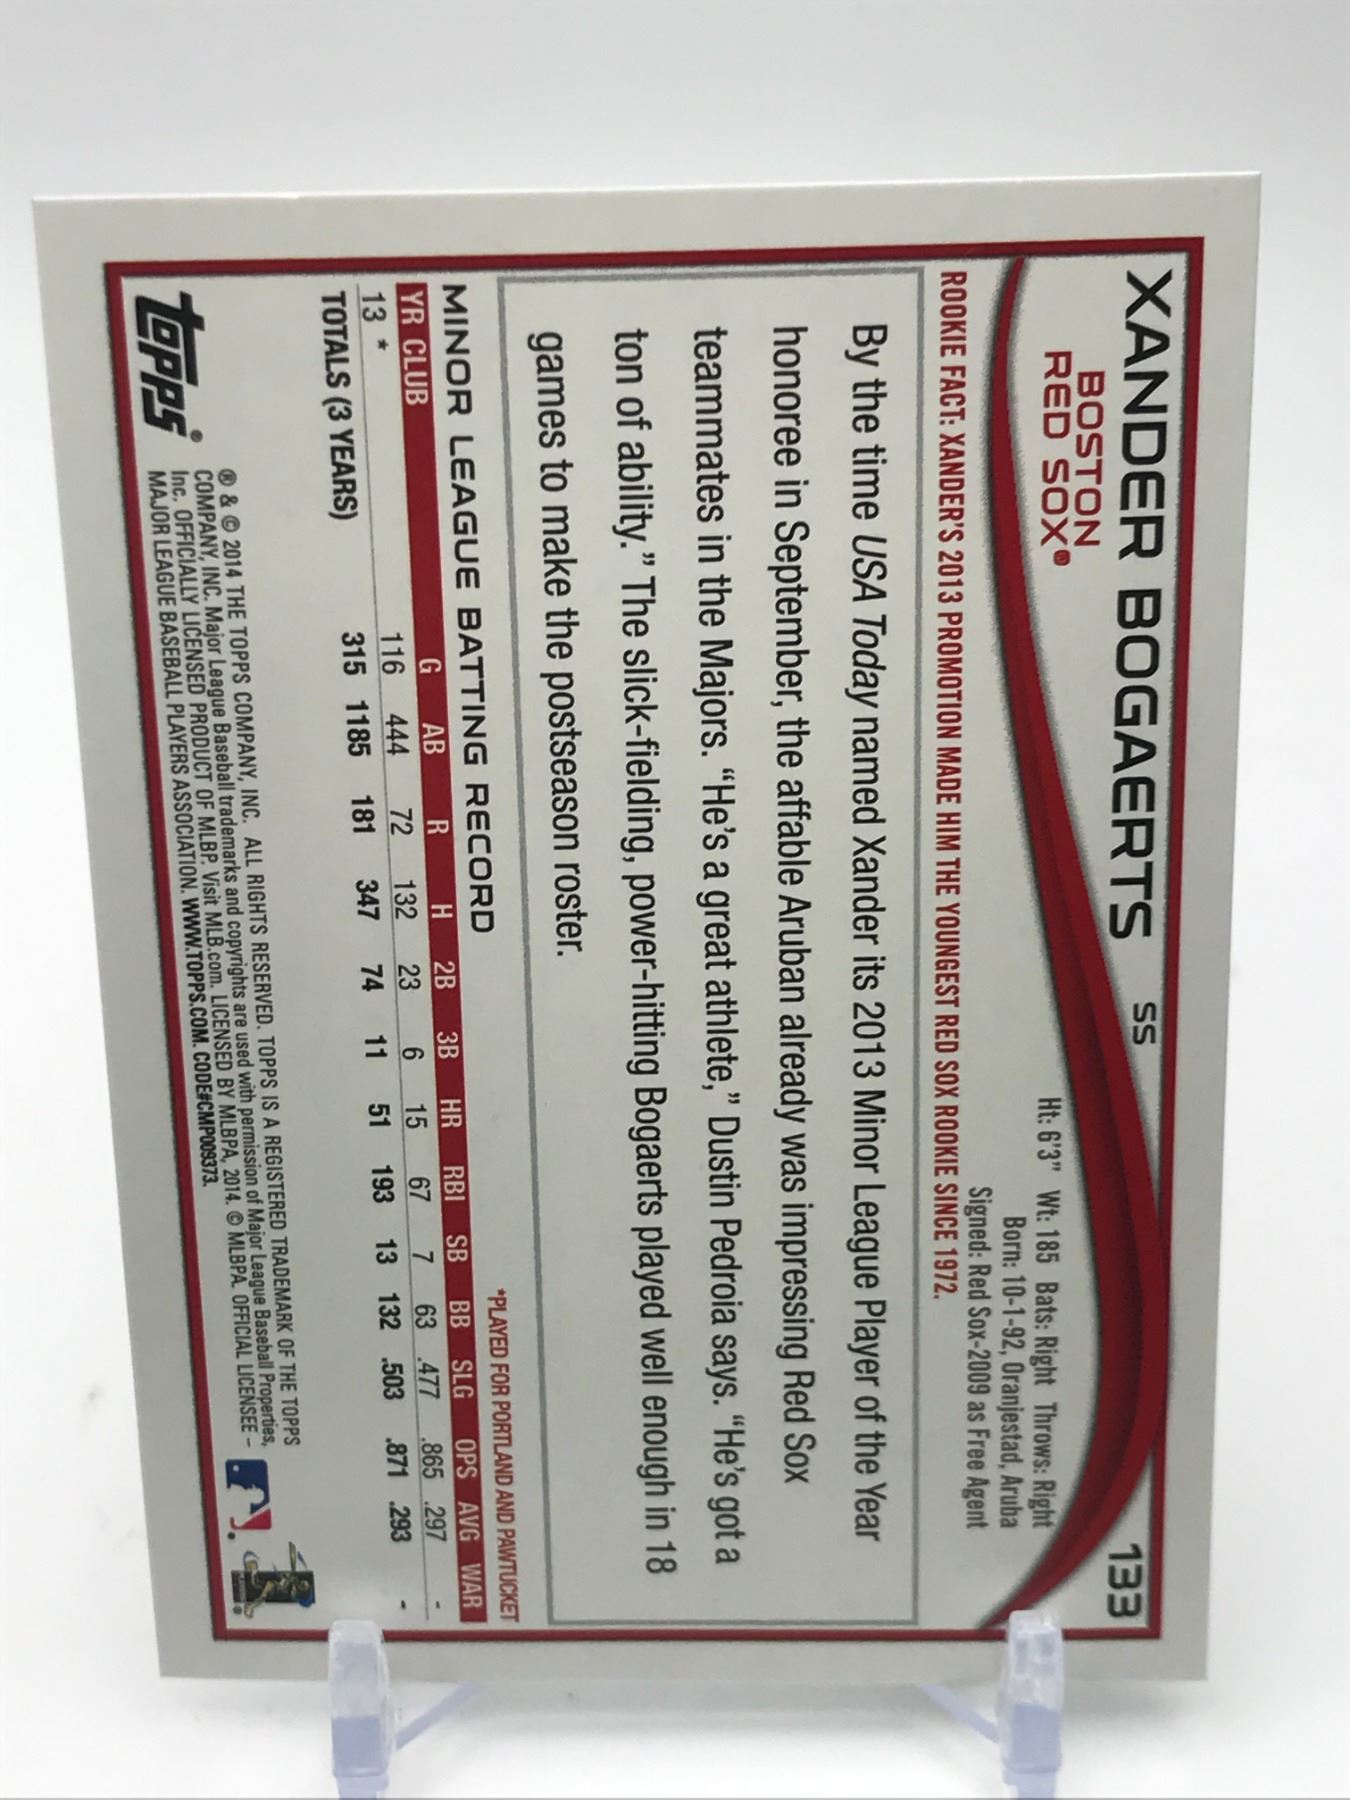 XANDER BOGAERTS SS 133
BOSTON
RED SOX®
Ht: 6'3" Wt: 185 Bats: Right Throws: Right
Born: 10-1-92, Oranjestad, Aruba
Signed: Red Sox-2009 as Free Agent
ROOKIE FACT: XANDER'S 2013 PROMOTION MADE HIM THE YOUNGEST RED SOX ROOKIE SINCE 1972.
By the time USA Today named Xander its 2013 Minor League Player of the Year
honoree in September, the affable Aruban already was impressing Red Sox
teammates in the Majors. “He’s a great athlete,” Dustin Pedroia says. “He’s got a
ton of ability.” The slick-fielding, power-hitting Bogaerts played well enough in 18
games to make the postseason roster.
MINOR LEAGUE BATTING RECORD *PLAYED FOR PORTLAND AND PAWTUCKET
YR CLUB G AB R H 2B 3B HR RBI SB BB SLG OPS AVG WAR
13 * 116 444 72 132 23 6 15 67 7 63 .477 .865 .297 -
TOTALS (3 YEARS) 315 1185 181 347 74 11 51 193 13 132 .503 .871 .293 -
topps®
® & © 2014 THE TOPPS COMPANY, INC. ALL RIGHTS RESERVED. TOPPS IS A REGISTERED TRADEMARK OF THE TOPPS
COMPANY, INC. Major League Baseball trademarks and copyrights are used with permission of Major League Baseball Properties,
Inc. OFFICIALLY LICENSED PRODUCT OF MLBP. Visit MLB.com. LICENSED BY MLBPA, 2014. © MLBPA. OFFICIAL LICENSEE –
MAJOR LEAGUE BASEBALL PLAYERS ASSOCIATION. WWW.TOPPS.COM. CODE#CMP009373.